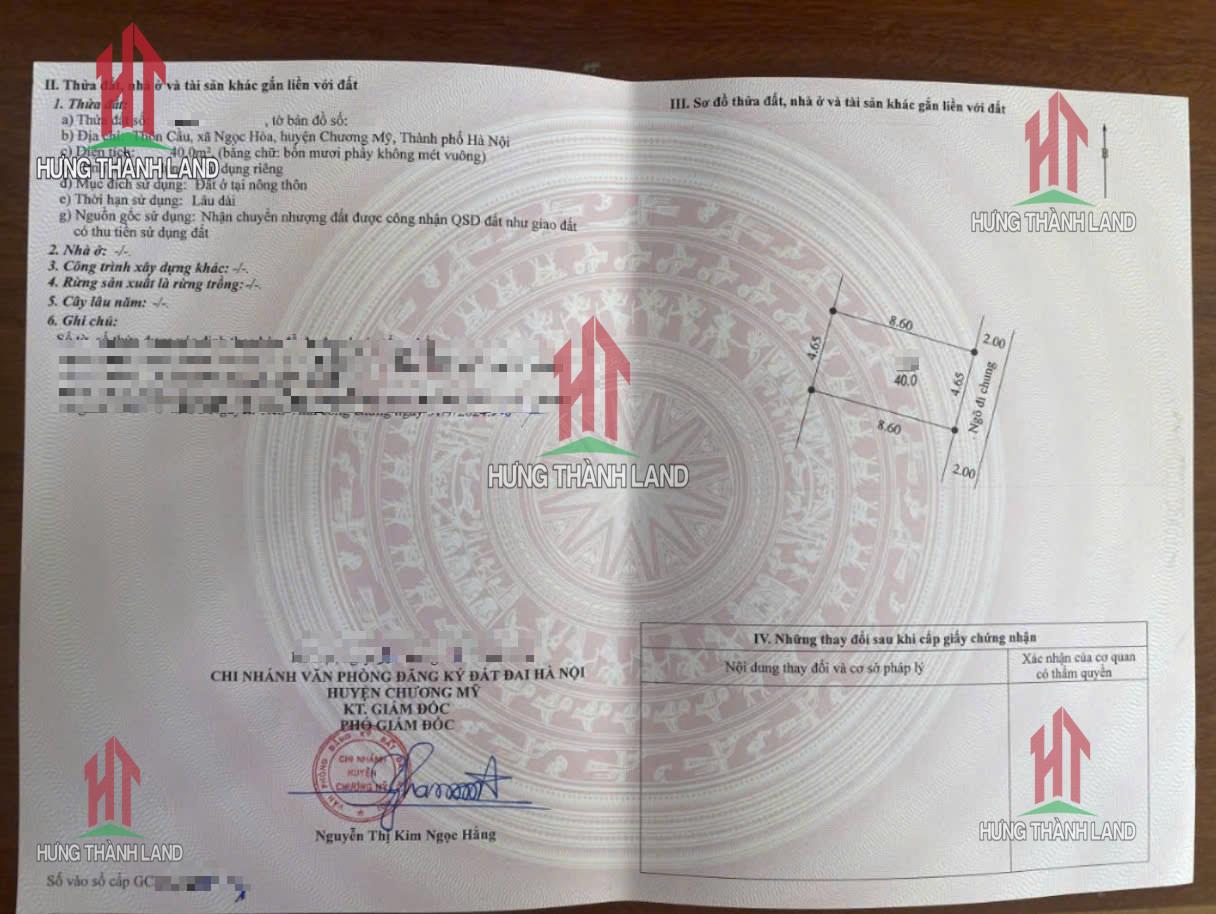 II. Thửa đất, nhà ở và tài sản khác gắn liền với đất
1. Thửa đất:
a) Thửa đất số: , tờ bản đồ số:
b) Địa chỉ: Thôn Cầu, xã Ngọc Hòa, huyện Chương Mỹ, Thành phố Hà Nội
c) Diện tích: 40.0m², (bằng chữ: bốn mươi phẩy không mét vuông)
dụng riêng
đ) Mục đích sử dụng: Đất ở tại nông thôn
e) Thời hạn sử dụng: Lâu dài
g) Nguồn gốc sử dụng: Nhận chuyển nhượng đất được công nhận QSD đất như giao đất
có thu tiền sử dụng đất
2. Nhà ở: -/-.
3. Công trình xây dựng khác: -/-.
4. Rừng sản xuất là rừng trồng: -/-.
5. Cây lâu năm: -/-.
6. Ghi chú:
CHI NHÁNH VĂN PHÒNG ĐĂNG KÝ ĐẤT ĐAI HÀ NỘI
HUYỆN CHƯƠNG MỸ
KT. GIÁM ĐỐC
PHÓ GIÁM ĐỐC
CHI NHÁNH
HUYỆN
CHƯƠNG MỸ
Nguyễn Thị Kim Ngọc Hằng
Số vào sổ cấp GC
III. Sơ đồ thửa đất, nhà ở và tài sản khác gắn liền với đất
B
8.60
2.00
4.65
40.0
4.65
Ngõ đi chung
8.60
2.00
IV. Những thay đổi sau khi cấp giấy chứng nhận
Nội dung thay đổi và cơ sở pháp lý
Xác nhận của cơ quan
có thẩm quyền
HƯNG THÀNH LAND
HƯNG THÀNH LAND
HƯNG THÀNH LAND
HƯNG THÀNH LAND
HƯNG THÀNH LAND